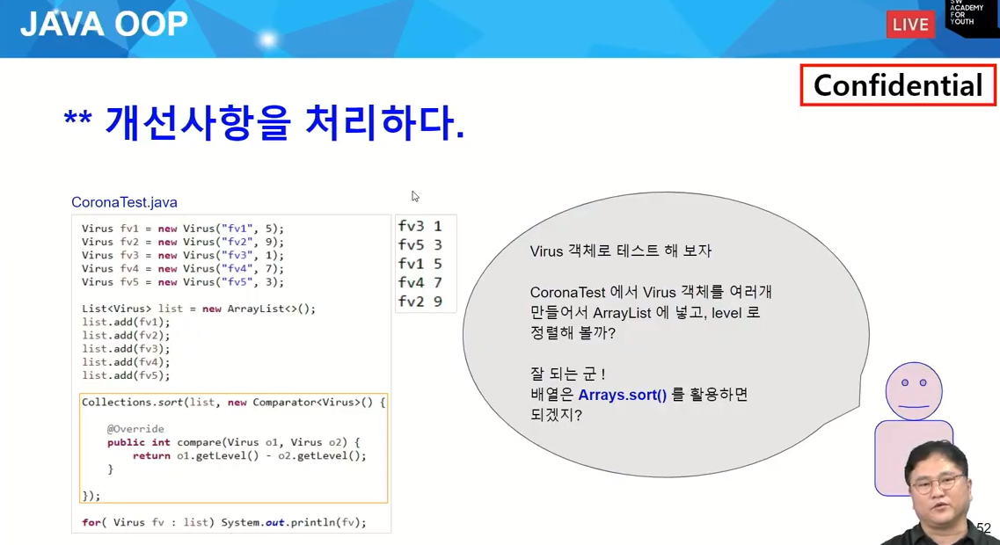 JAVA OOP
LIVE
SW
ACADEMY
FOR
YOUTH
Confidential
** 개선사항을 처리하다.
CoronaTest.java
Virus fv1 = new Virus("fv1", 5);
Virus fv2 = new Virus("fv2", 9);
Virus fv3 = new Virus("fv3", 1);
Virus fv4 = new Virus("fv4", 7);
Virus fv5 = new Virus("fv5", 3);
List<Virus> list = new ArrayList<>();
list.add(fv1);
list.add(fv2);
list.add(fv3);
list.add(fv4);
list.add(fv5);
Collections.sort(list, new Comparator<Virus>() {
@Override
public int compare(Virus o1, Virus o2) {
return o1.getLevel() - o2.getLevel();
}
});
for( Virus fv : list) System.out.println(fv);
fv3 1
fv5 3
fv1 5
fv4 7
fv2 9
Virus 객체로 테스트 해 보자
CoronaTest 에서 Virus 객체를 여러개
만들어서 ArrayList 에 넣고, level 로
정렬해 볼까?
잘 되는 군 !
배열은 Arrays.sort() 를 활용하면
되겠지?
52